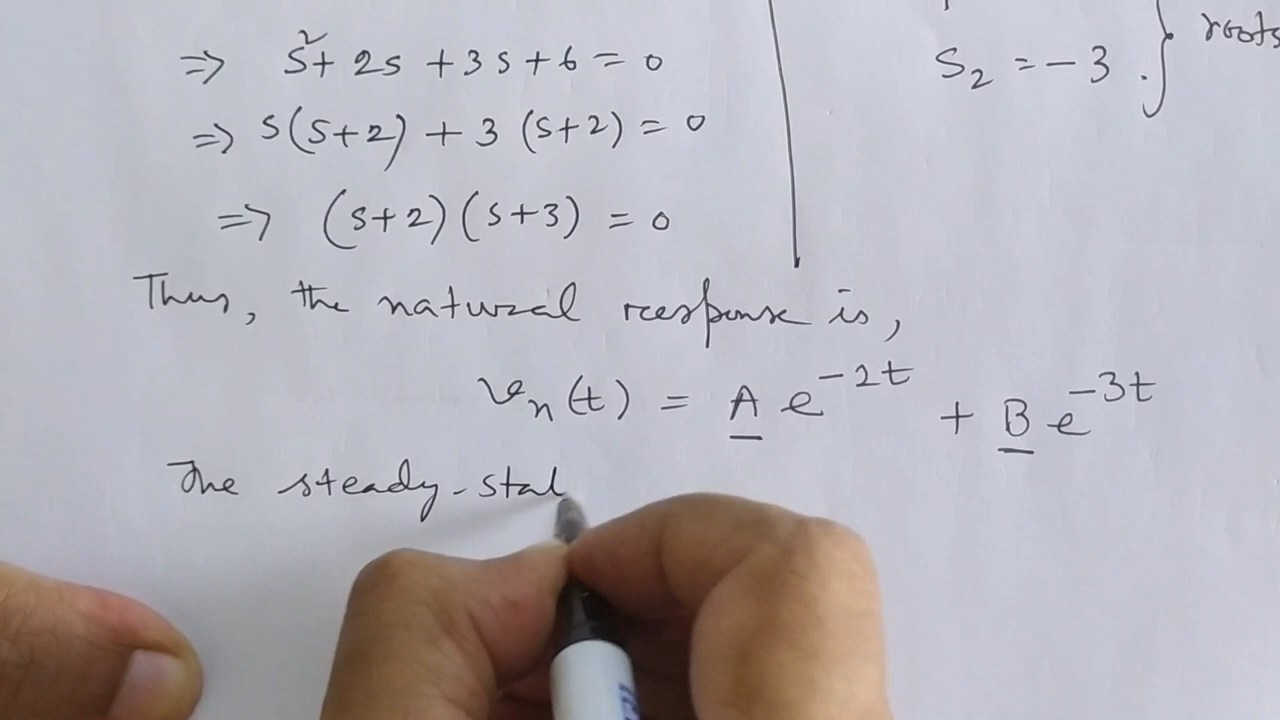 ⇒ s² + 2s + 3s + 6 = 0
⇒ s(s+2) + 3 (s+2) = 0
⇒ (s+2)(s+3) = 0
S₂ = -3 . } roots
Thus, the natural response is,
vₙ(t) = A e^{-2t} + B e^{-3t}
The steady-stat